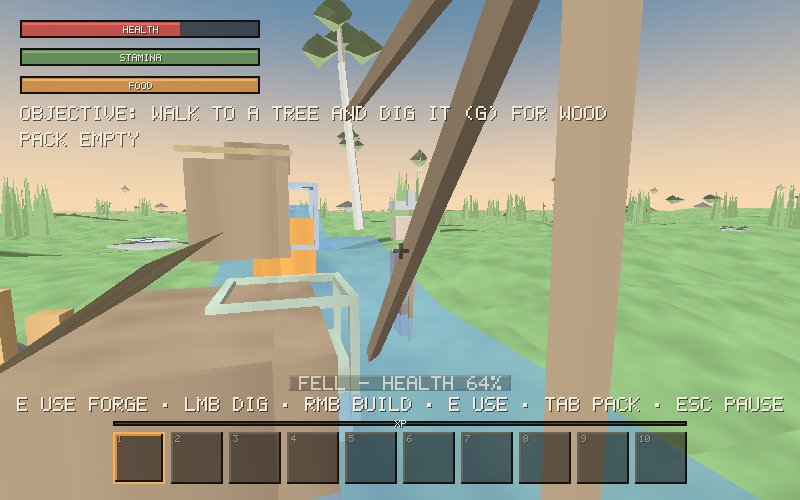 HEALTH
STAMINA
FOOD
OBJECTIVE: WALK TO A TREE AND DIG IT (G) FOR WOOD
PACK EMPTY
FELL - HEALTH 64%
E USE FORGE · LMB DIG · RMB BUILD · E USE · TAB PACK · ESC PAUSE
XP
1 2 3 4 5 6 7 8 9 10